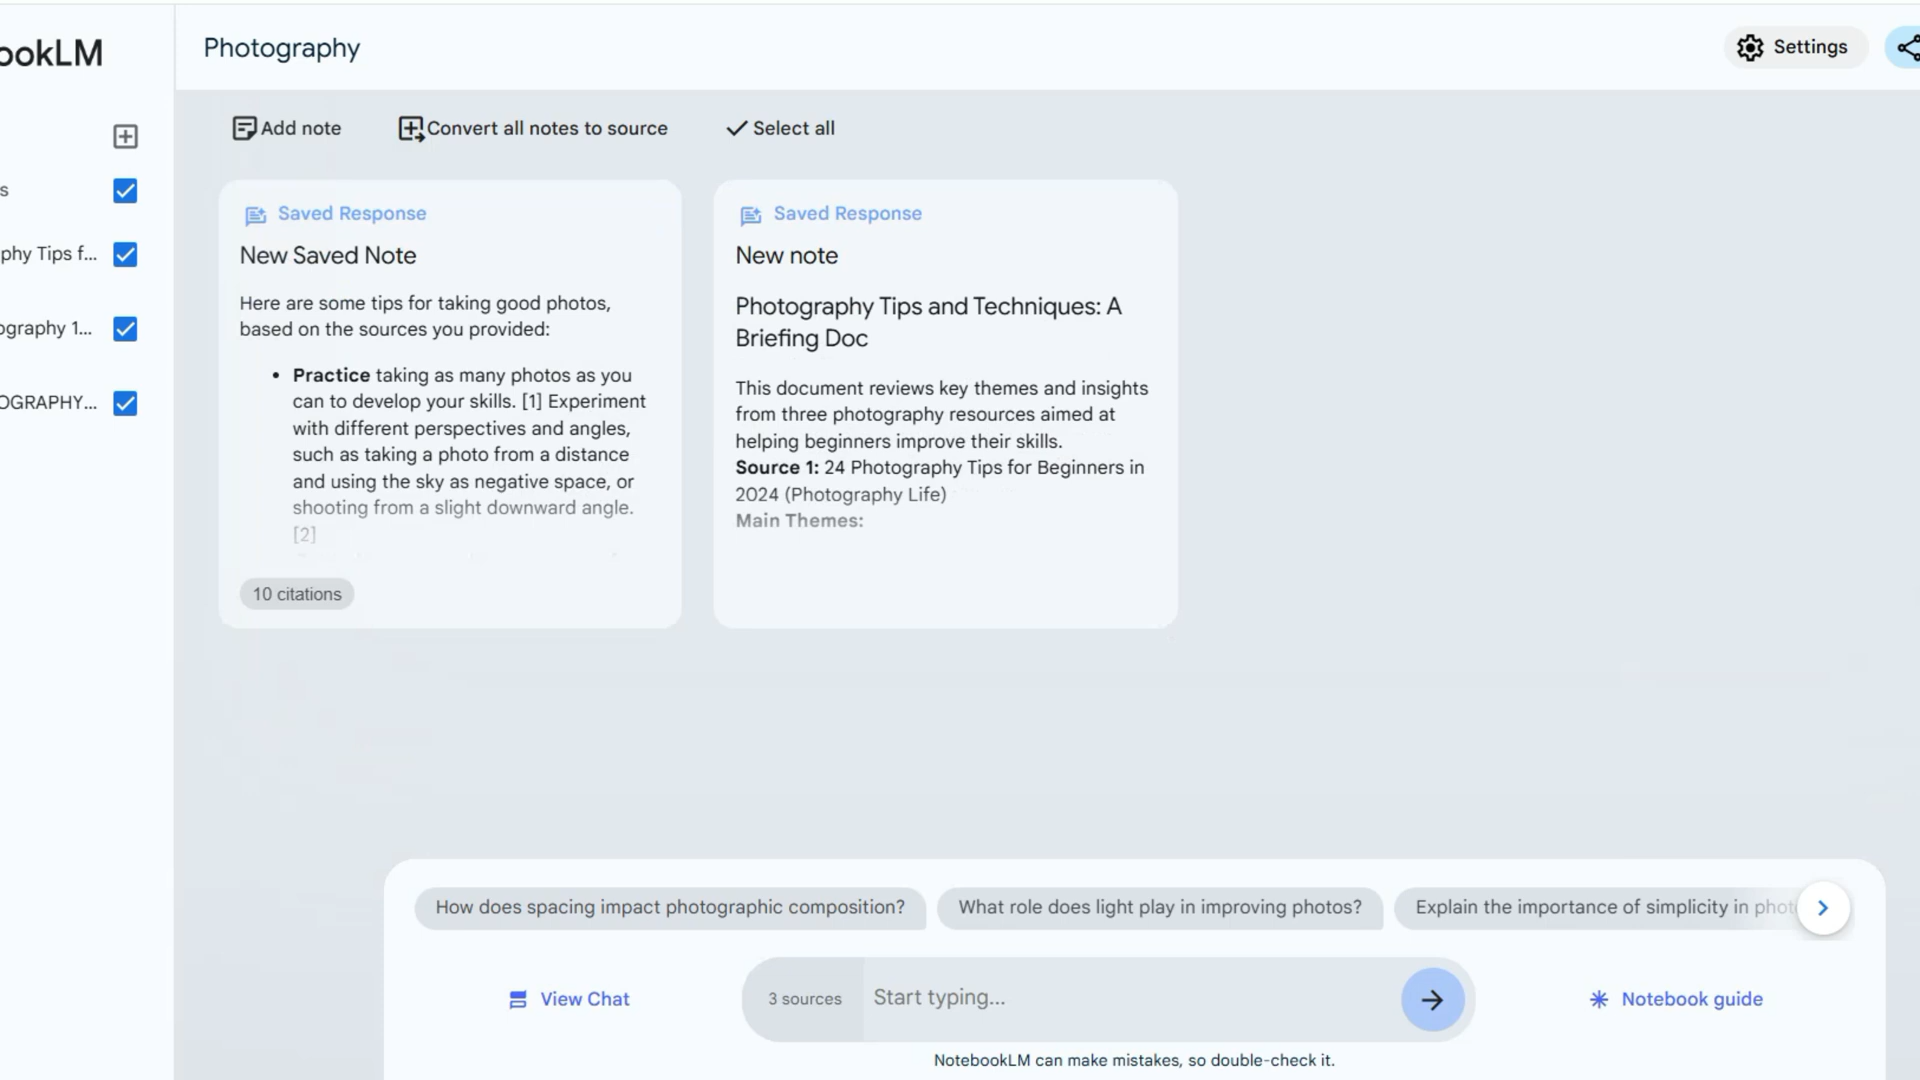 ookLM
Photography
Settings
Add note
Convert all notes to source
Select all
s
phy Tips f...
ography 1...
OGRAPHY...
Saved Response
New Saved Note
Here are some tips for taking good photos,
based on the sources you provided:
• Practice taking as many photos as you
can to develop your skills. [1] Experiment
with different perspectives and angles,
such as taking a photo from a distance
and using the sky as negative space, or
shooting from a slight downward angle.
[2]
10 citations
Saved Response
New note
Photography Tips and Techniques: A
Briefing Doc
This document reviews key themes and insights
from three photography resources aimed at
helping beginners improve their skills.
Source 1: 24 Photography Tips for Beginners in
2024 (Photography Life)
Main Themes:
How does spacing impact photographic composition?
What role does light play in improving photos?
Explain the importance of simplicity in phot
View Chat
3 sources
Start typing...
Notebook guide
NotebookLM can make mistakes, so double-check it.